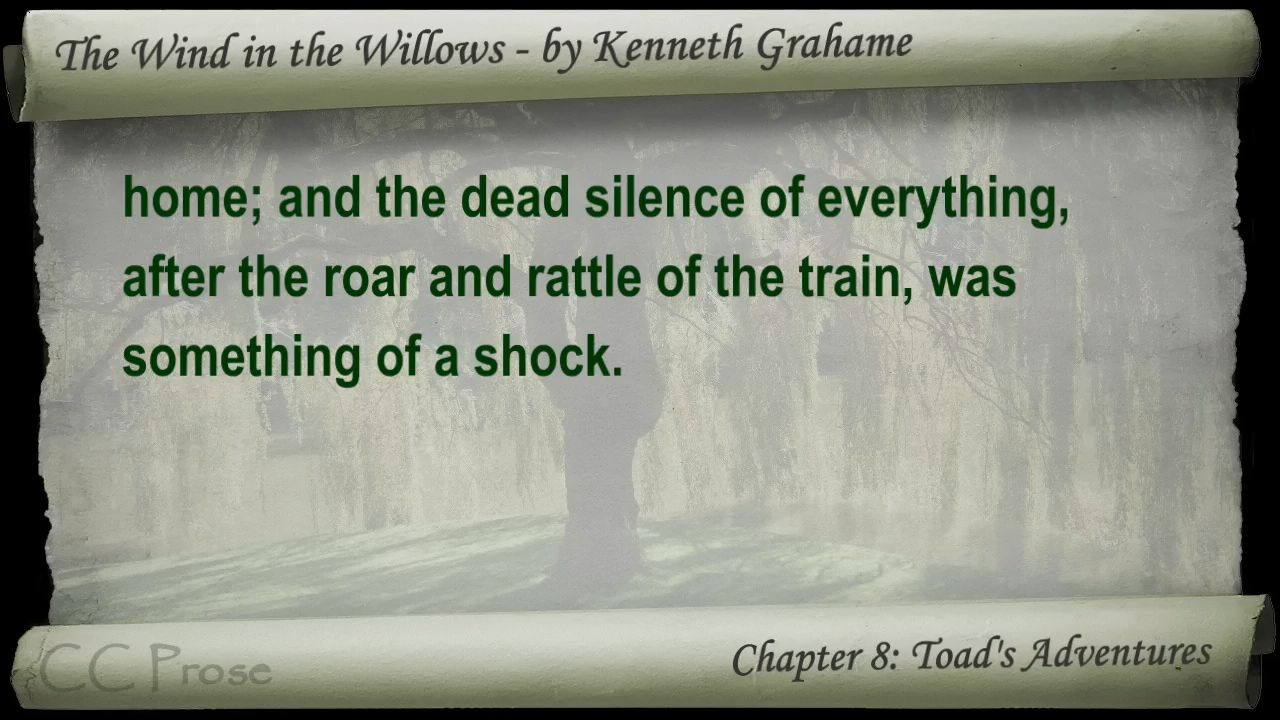 The Wind in the Willows - by Kenneth Grahame
home; and the dead silence of everything,
after the roar and rattle of the train, was
something of a shock.
CC Prose
Chapter 8: Toad's Adventures